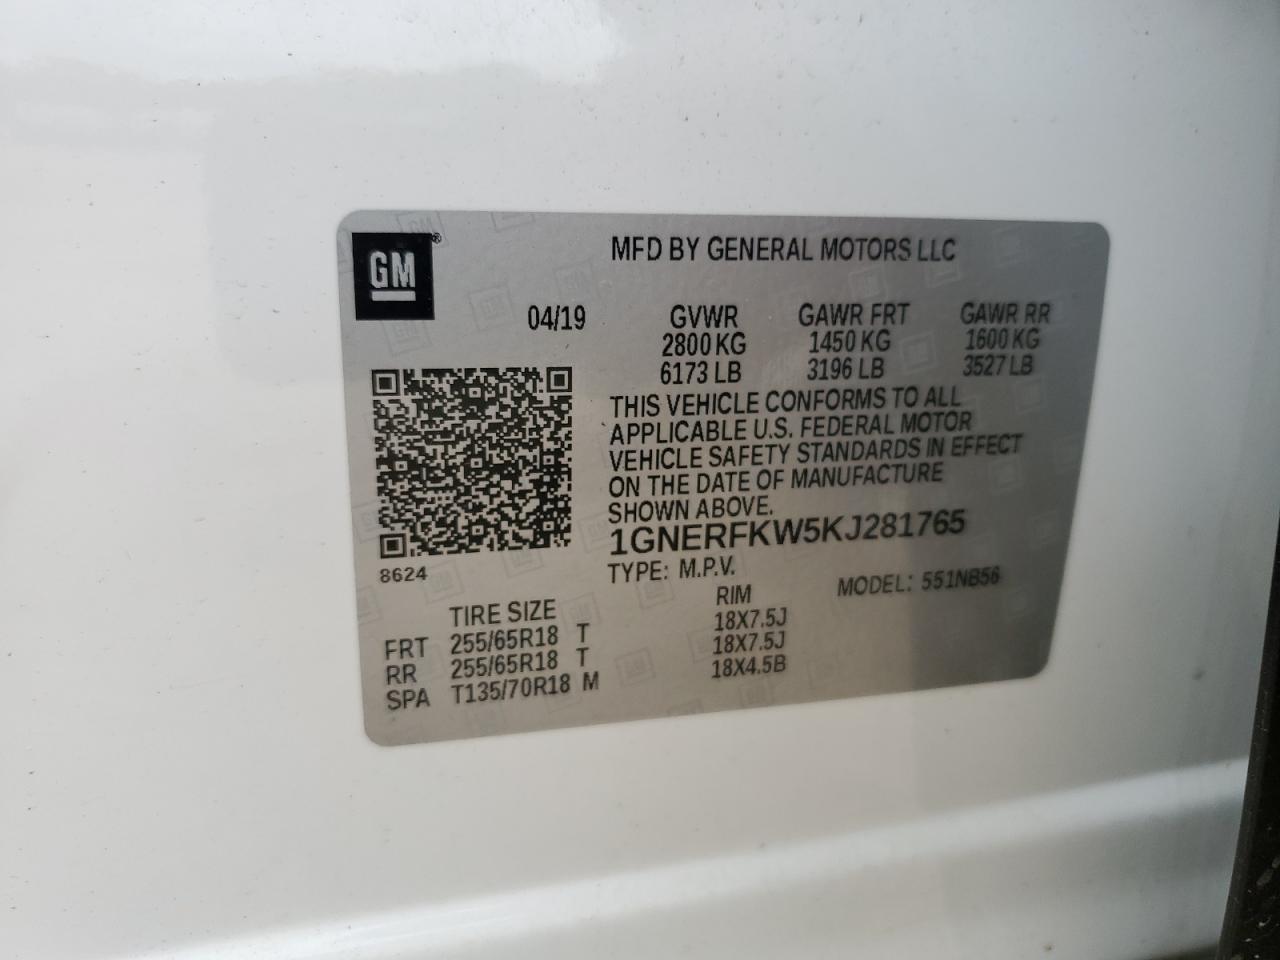 GM®
MFD BY GENERAL MOTORS LLC
04/19
GVWR GAWR FRT GAWR RR
2800 KG 1450 KG 1600 KG
6173 LB 3196 LB 3527 LB
THIS VEHICLE CONFORMS TO ALL
APPLICABLE U.S. FEDERAL MOTOR
VEHICLE SAFETY STANDARDS IN EFFECT
ON THE DATE OF MANUFACTURE
SHOWN ABOVE.
1GNERFKW5KJ281765
8624
TYPE: M.P.V. MODEL: 551NB56
TIRE SIZE RIM
FRT 255/65R18 T 18X7.5J
RR 255/65R18 T 18X7.5J
SPA T135/70R18 M 18X4.5B